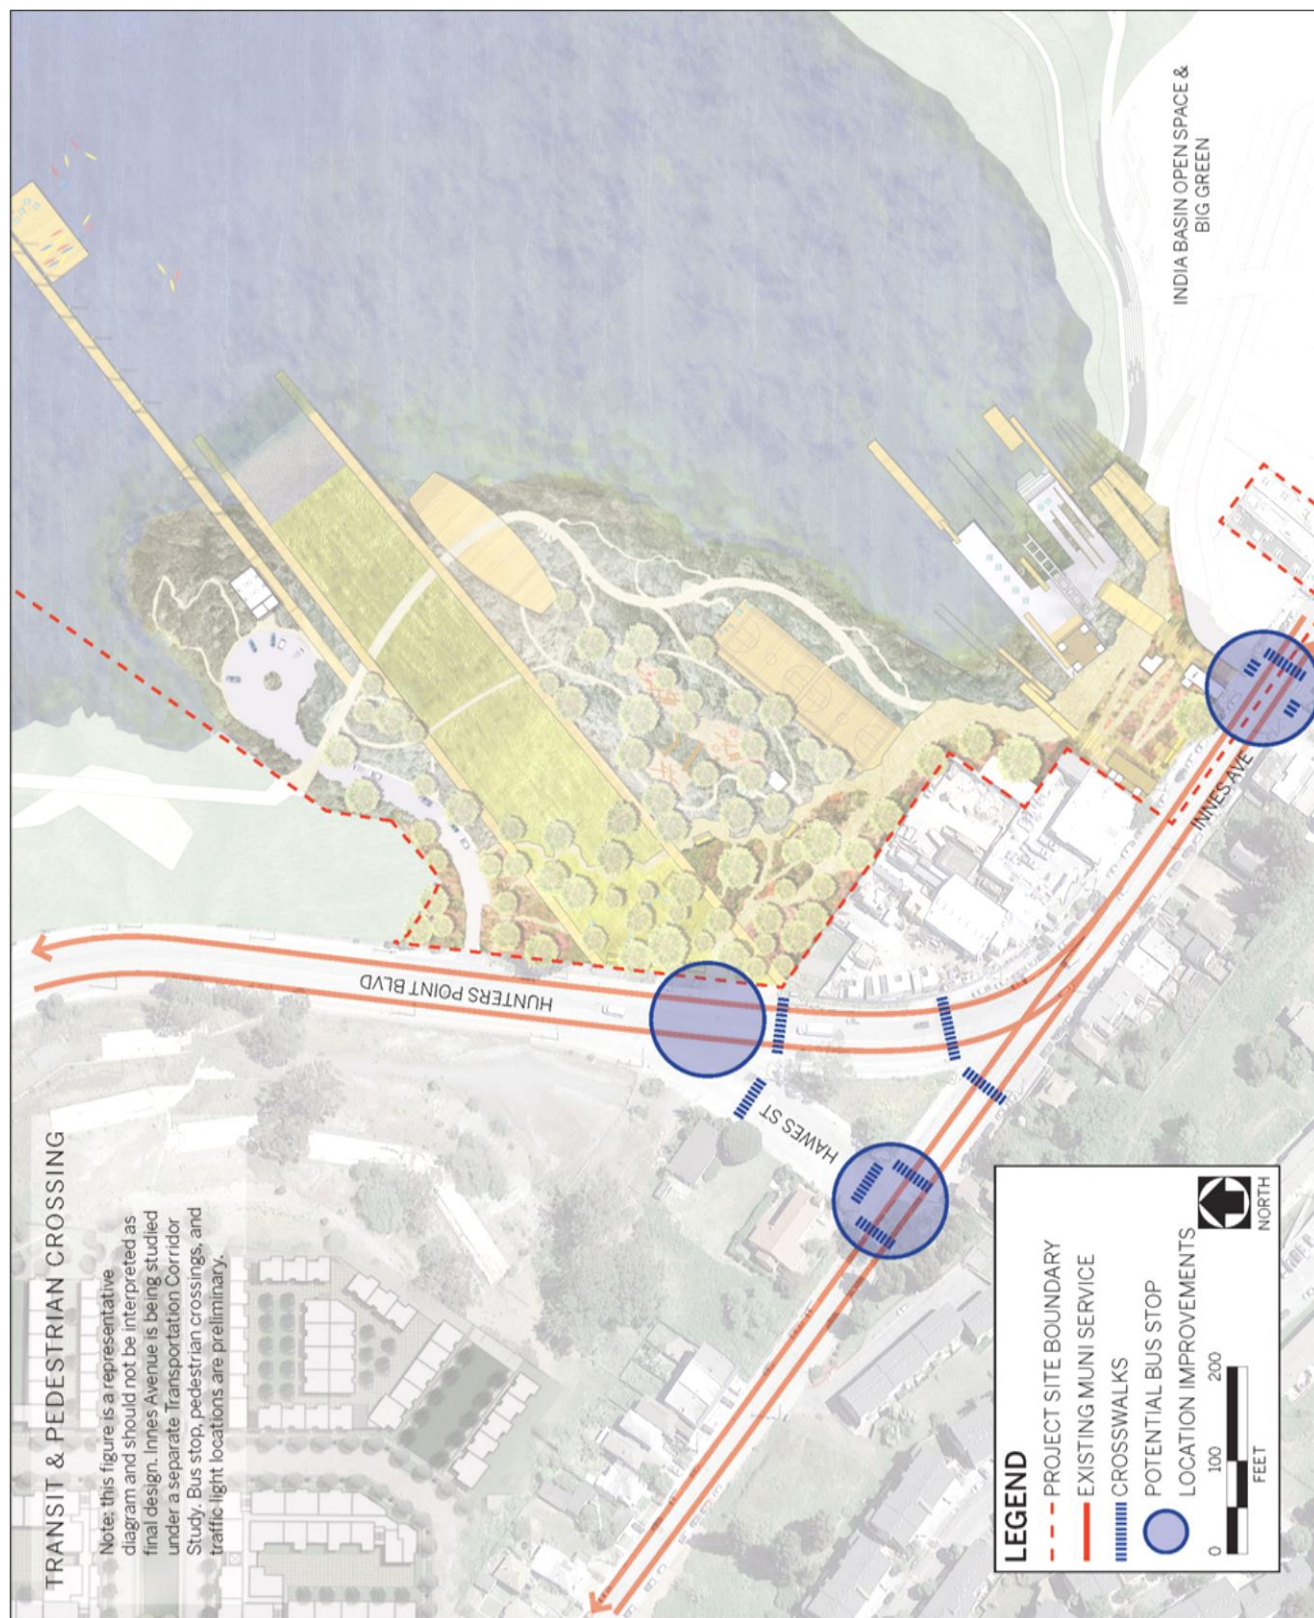 TRANSIT & PEDESTRIAN CROSSING
Note: this figure is a representative
diagram and should not be interpreted as
final design. Innes Avenue is being studied
under a separate Transportation Corridor
Study. Bus stop, pedestrian crossings, and
traffic light locations are preliminary.
HUNTERS POINT BLVD
HAWES ST
INNES AVE
INDIA BASIN OPEN SPACE &
BIG GREEN
LEGEND
PROJECT SITE BOUNDARY
EXISTING MUNI SERVICE
CROSSWALKS
POTENTIAL BUS STOP
LOCATION IMPROVEMENTS
0 100 200
FEET
NORTH